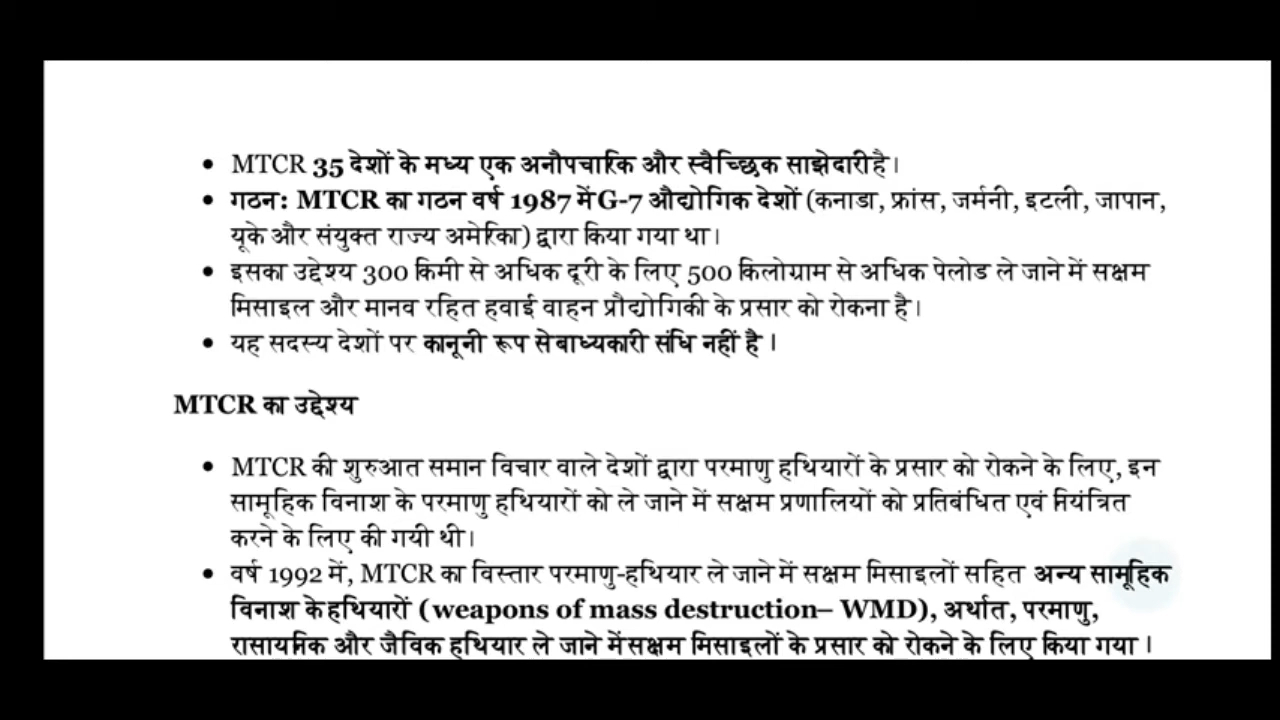 • MTCR 35 देशों के मध्य एक अनौपचारिक और स्वैच्छिक साझेदारी है।
• गठन: MTCR का गठन वर्ष 1987 में G-7 औद्योगिक देशों (कनाडा, फ्रांस, जर्मनी, इटली, जापान,
यूके और संयुक्त राज्य अमेरिका) द्वारा किया गया था।
• इसका उद्देश्य 300 किमी से अधिक दूरी के लिए 500 किलोग्राम से अधिक पेलोड ले जाने में सक्षम
मिसाइल और मानव रहित हवाई वाहन प्रौद्योगिकी के प्रसार को रोकना है।
• यह सदस्य देशों पर कानूनी रूप से बाध्यकारी संधि नहीं है ।
MTCR का उद्देश्य
• MTCR की शुरुआत समान विचार वाले देशों द्वारा परमाणु हथियारों के प्रसार को रोकने के लिए, इन
सामूहिक विनाश के परमाणु हथियारों को ले जाने में सक्षम प्रणालियों को प्रतिबंधित एवं नियंत्रित
करने के लिए की गयी थी।
• वर्ष 1992 में, MTCR का विस्तार परमाणु-हथियार ले जाने में सक्षम मिसाइलों सहित अन्य सामूहिक
विनाश के हथियारों (weapons of mass destruction– WMD), अर्थात, परमाणु,
रासायनिक और जैविक हथियार ले जाने में सक्षम मिसाइलों के प्रसार को रोकने के लिए किया गया ।